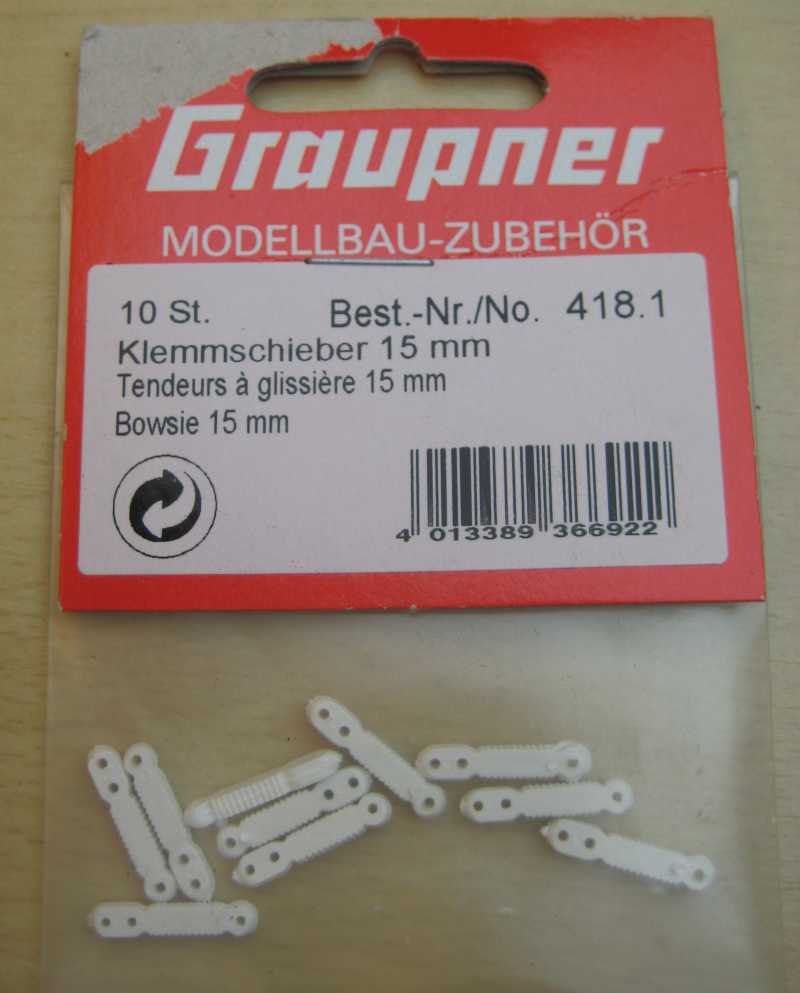 Graupner
MODELLBAU-ZUBEHÖR
10 St. Best.-Nr./No. 418.1
Klemmschieber 15 mm
Tendeurs à glissière 15 mm
Bowsie 15 mm
4 013389 366922